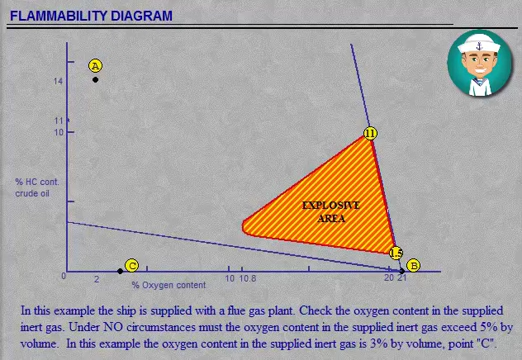 FLAMMABILITY DIAGRAM
A
14
11
10
11
% HC cont.
crude oil
EXPLOSIVE
AREA
1.5
C
B
0
2
10 10.8
20 21
% Oxygen content
In this example the ship is supplied with a flue gas plant. Check the oxygen content in the supplied
inert gas. Under NO circumstances must the oxygen content in the supplied inert gas exceed 5% by
volume.  In this example the oxygen content in the supplied inert gas is 3% by volume, point "C".